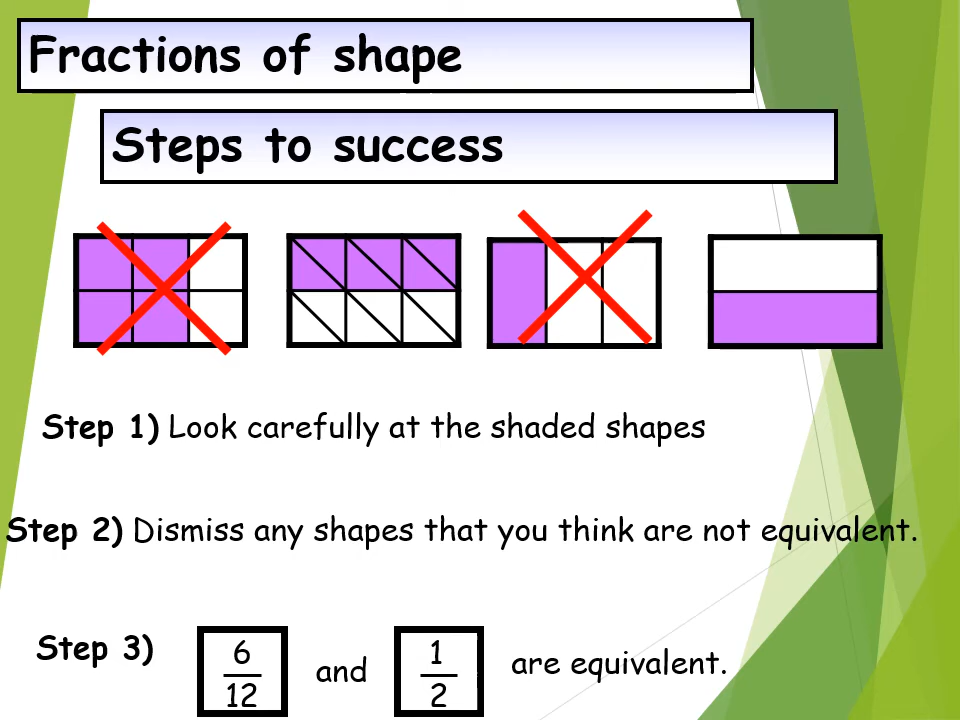 Fractions of shape
Steps to success
Step 1) Look carefully at the shaded shapes
Step 2) Dismiss any shapes that you think are not equivalent.
Step 3) 6/12 and 1/2 are equivalent.